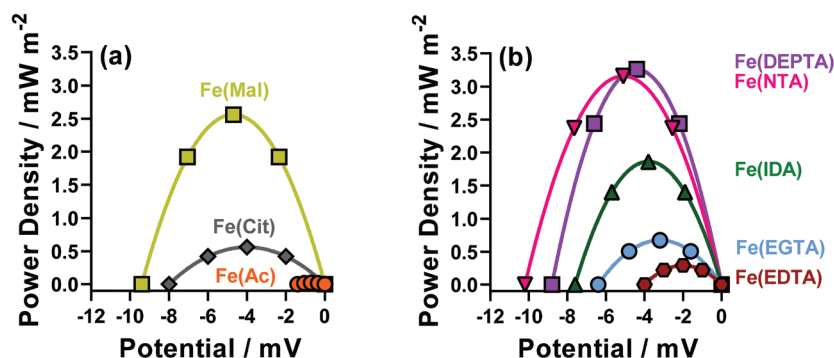 (a)
Power Density / mW m-2
3.5
3.0
2.5
2.0
1.5
1.0
0.5
0.0
Fe(Mal)
Fe(Cit)
Fe(Ac)
-12 -10 -8 -6 -4 -2 0
Potential / mV
(b)
Power Density / mW m-2
3.5
3.0
2.5
2.0
1.5
1.0
0.5
0.0
Fe(DEPTA)
Fe(NTA)
Fe(IDA)
Fe(EGTA)
Fe(EDTA)
-12 -10 -8 -6 -4 -2 0
Potential / mV